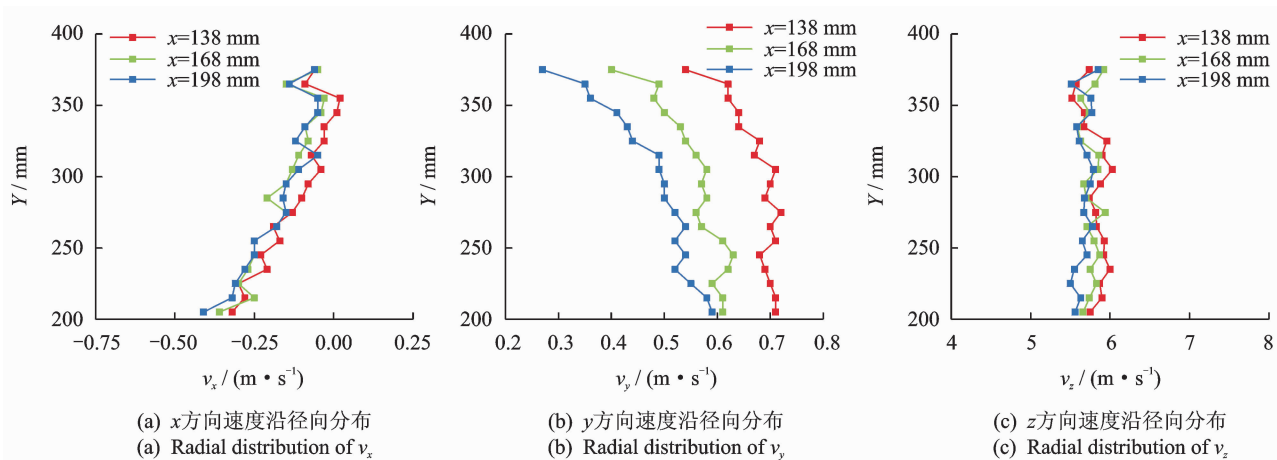 400
350
300
250
200
Y / mm
x=138 mm
x=168 mm
x=198 mm
−0.75 −0.50 −0.25 0.00 0.25
vx / (m·s⁻¹)
(a) x方向速度沿径向分布
(a) Radial distribution of vx
400
350
300
250
200
Y / mm
x=138 mm
x=168 mm
x=198 mm
0.2 0.3 0.4 0.5 0.6 0.7 0.8
vy / (m·s⁻¹)
(b) y方向速度沿径向分布
(b) Radial distribution of vy
400
350
300
250
200
Y / mm
x=138 mm
x=168 mm
x=198 mm
4 5 6 7 8
vz / (m·s⁻¹)
(c) z方向速度沿径向分布
(c) Radial distribution of vz